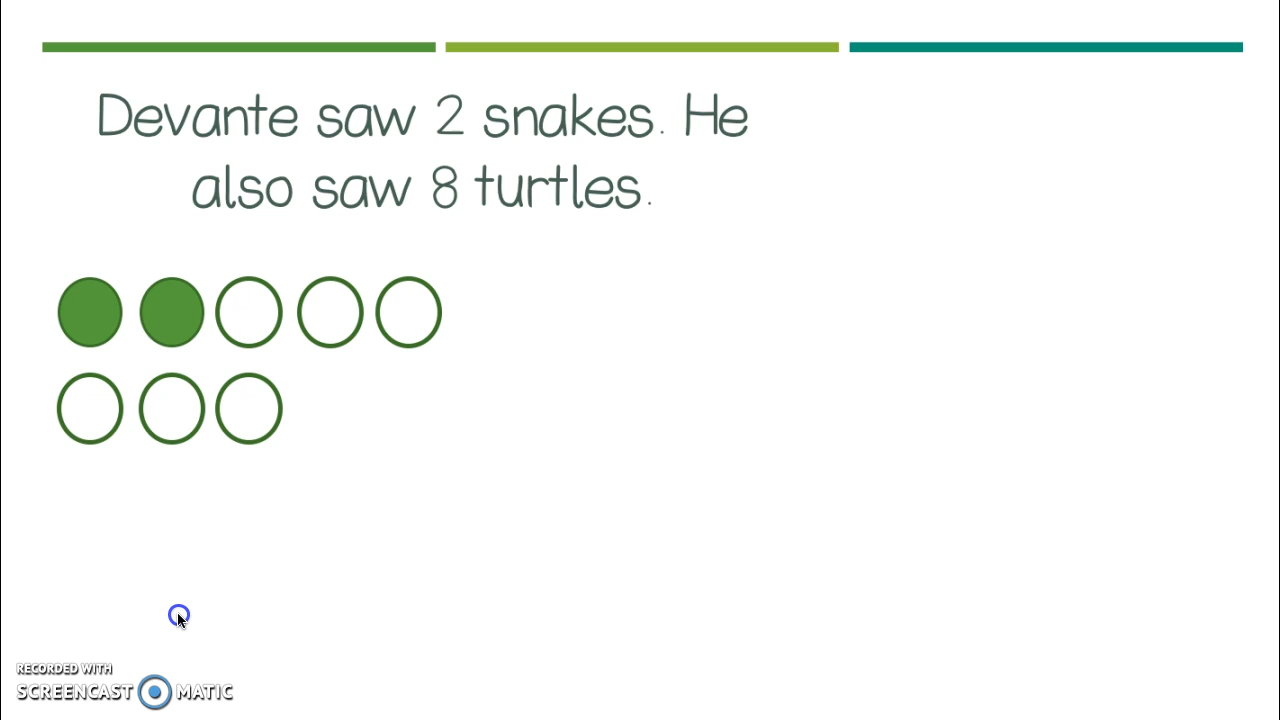 Devante saw 2 snakes. He
also saw 8 turtles.
RECORDED WITH
SCREENCAST MATIC